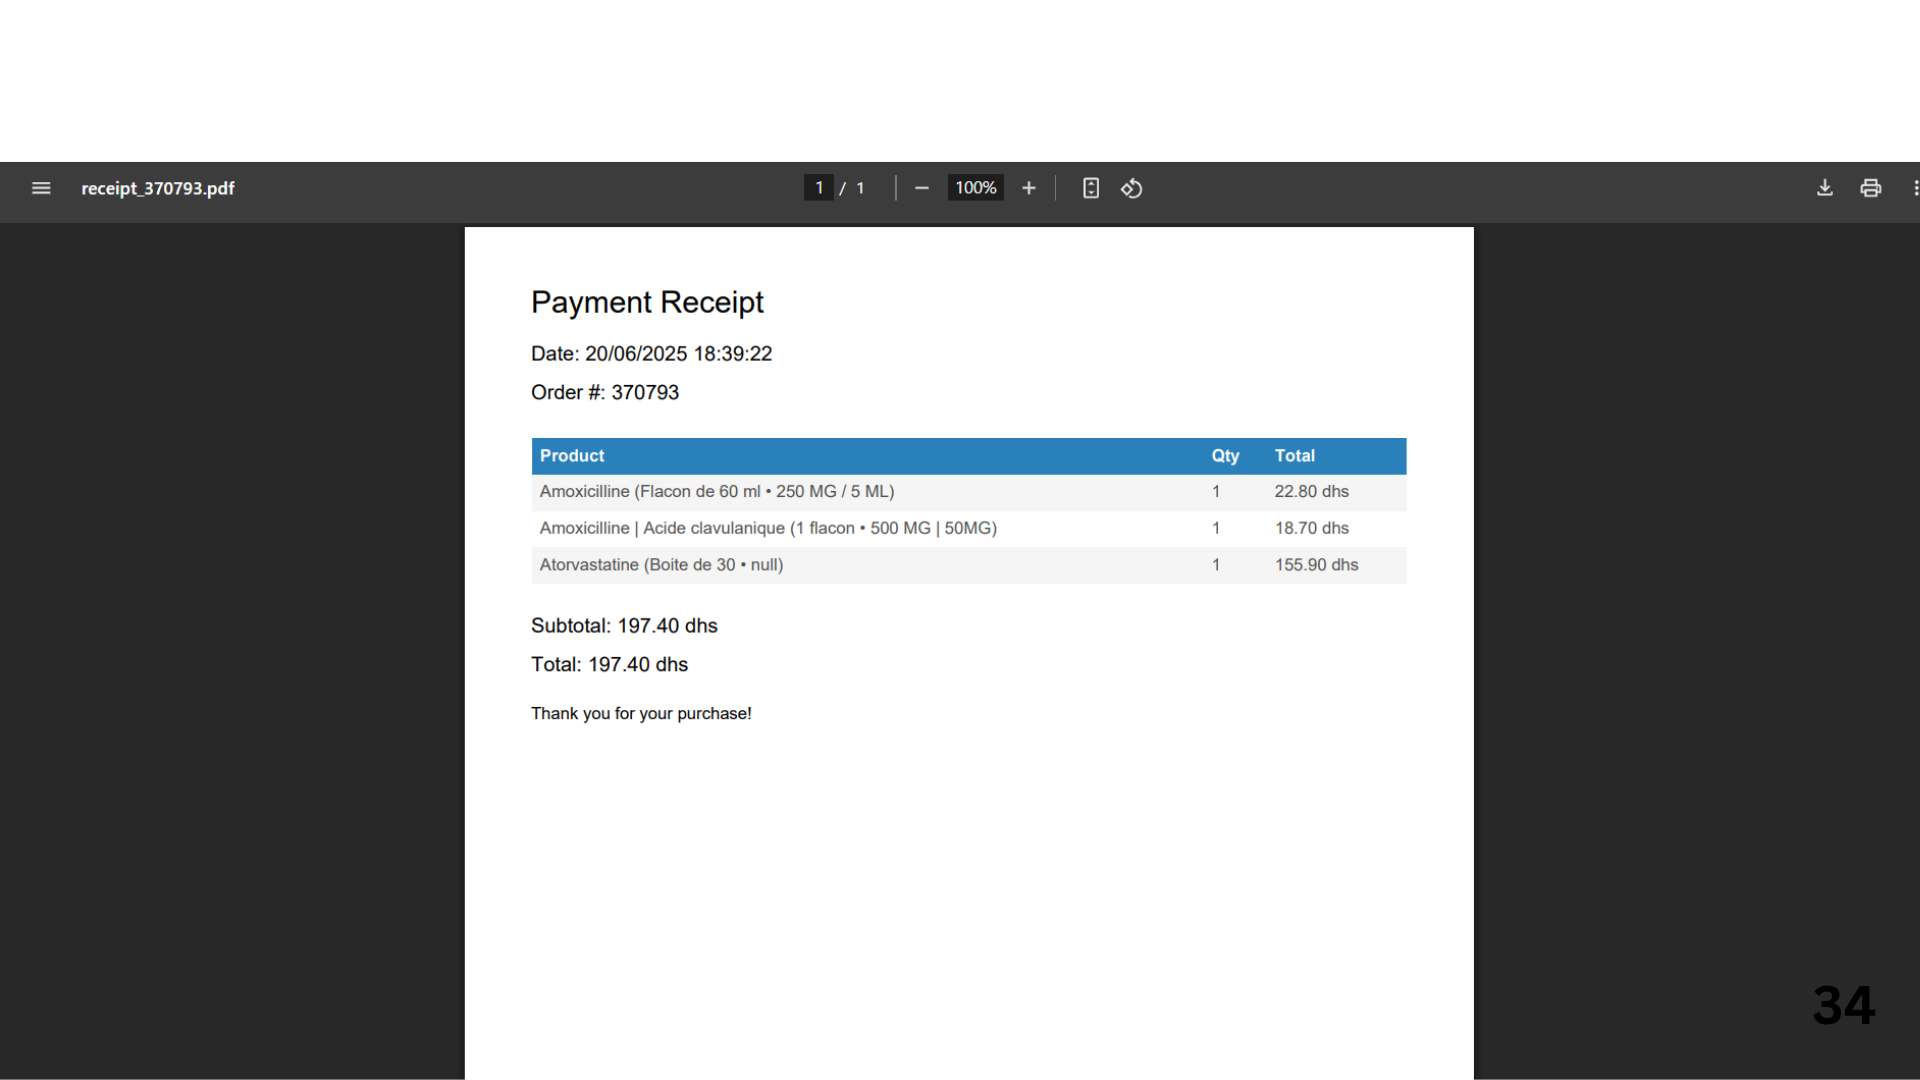 receipt_370793.pdf
1 / 1
100%
Payment Receipt
Date: 20/06/2025 18:39:22
Order #: 370793
Product Qty Total
Amoxicilline (Flacon de 60 ml • 250 MG / 5 ML) 1 22.80 dhs
Amoxicilline | Acide clavulanique (1 flacon • 500 MG | 50MG) 1 18.70 dhs
Atorvastatine (Boite de 30 • null) 1 155.90 dhs
Subtotal: 197.40 dhs
Total: 197.40 dhs
Thank you for your purchase!
34